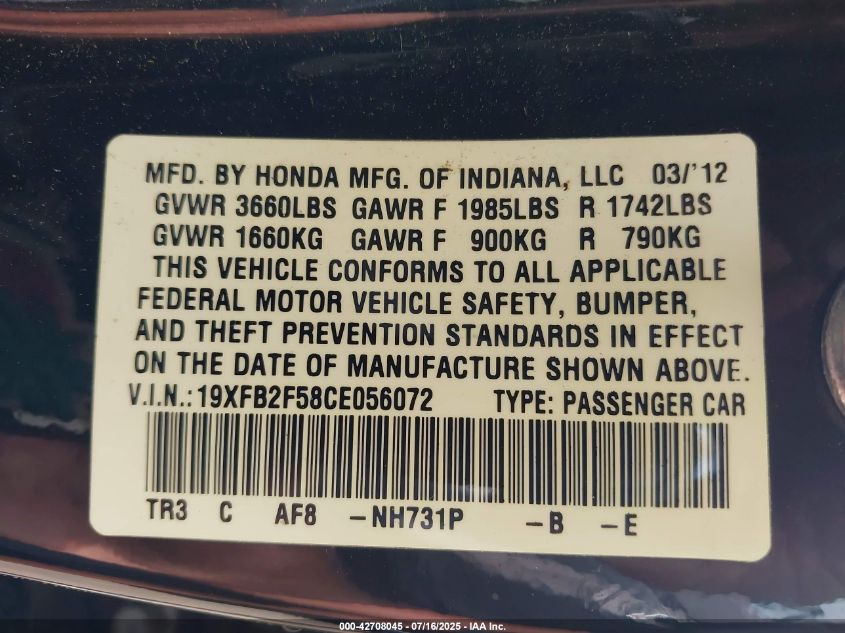 MFD. BY HONDA MFG. OF INDIANA, LLC 03/'12
GVWR 3660LBS GAWR F 1985LBS R 1742LBS
GVWR 1660KG GAWR F 900KG R 790KG
THIS VEHICLE CONFORMS TO ALL APPLICABLE
FEDERAL MOTOR VEHICLE SAFETY, BUMPER,
AND THEFT PREVENTION STANDARDS IN EFFECT
ON THE DATE OF MANUFACTURE SHOWN ABOVE.
V.I.N.:19XFB2F58CE056072 TYPE: PASSENGER CAR
TR3 C AF8 -NH731P -B -E
000-42708045 - 07/16/2025 - IAA Inc.